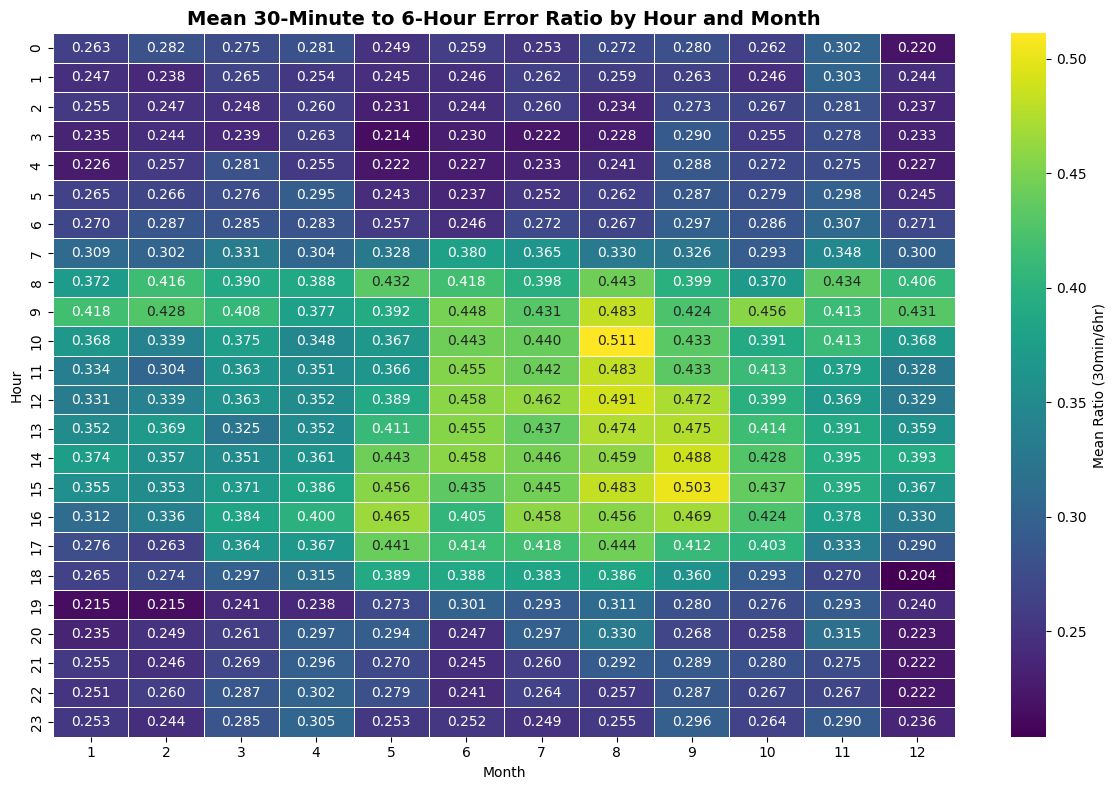 Mean 30-Minute to 6-Hour Error Ratio by Hour and Month
0 0.263 0.282 0.275 0.281 0.249 0.259 0.253 0.272 0.280 0.262 0.302 0.220
1 0.247 0.238 0.265 0.254 0.245 0.246 0.262 0.259 0.263 0.246 0.303 0.244
2 0.255 0.247 0.248 0.260 0.231 0.244 0.260 0.234 0.273 0.267 0.281 0.237
3 0.235 0.244 0.239 0.263 0.214 0.230 0.222 0.228 0.290 0.255 0.278 0.233
4 0.226 0.257 0.281 0.255 0.222 0.227 0.233 0.241 0.288 0.272 0.275 0.227
5 0.265 0.266 0.276 0.295 0.243 0.237 0.252 0.262 0.287 0.279 0.298 0.245
6 0.270 0.287 0.285 0.283 0.257 0.246 0.272 0.267 0.297 0.286 0.307 0.271
7 0.309 0.302 0.331 0.304 0.328 0.380 0.365 0.330 0.326 0.293 0.348 0.300
8 0.372 0.416 0.390 0.388 0.432 0.418 0.398 0.443 0.399 0.370 0.434 0.406
9 0.418 0.428 0.408 0.377 0.392 0.448 0.431 0.483 0.424 0.456 0.413 0.431
10 0.368 0.339 0.375 0.348 0.367 0.443 0.440 0.511 0.433 0.391 0.413 0.368
11 0.334 0.304 0.363 0.351 0.366 0.455 0.442 0.483 0.433 0.413 0.379 0.328
12 0.331 0.339 0.363 0.352 0.389 0.458 0.462 0.491 0.472 0.399 0.369 0.329
13 0.352 0.369 0.325 0.352 0.411 0.455 0.437 0.474 0.475 0.414 0.391 0.359
14 0.374 0.357 0.351 0.361 0.443 0.458 0.446 0.459 0.488 0.428 0.395 0.393
15 0.355 0.353 0.371 0.386 0.456 0.435 0.445 0.483 0.503 0.437 0.395 0.367
16 0.312 0.336 0.384 0.400 0.465 0.405 0.458 0.456 0.469 0.424 0.378 0.330
17 0.276 0.263 0.364 0.367 0.441 0.414 0.418 0.444 0.412 0.403 0.333 0.290
18 0.265 0.274 0.297 0.315 0.389 0.388 0.383 0.386 0.360 0.293 0.270 0.204
19 0.215 0.215 0.241 0.238 0.273 0.301 0.293 0.311 0.280 0.276 0.293 0.240
20 0.235 0.249 0.261 0.297 0.294 0.247 0.297 0.330 0.268 0.258 0.315 0.223
21 0.255 0.246 0.269 0.296 0.270 0.245 0.260 0.292 0.289 0.280 0.275 0.222
22 0.251 0.260 0.287 0.302 0.279 0.241 0.264 0.257 0.287 0.267 0.267 0.222
23 0.253 0.244 0.285 0.305 0.253 0.252 0.249 0.255 0.296 0.264 0.290 0.236
1 2 3 4 5 6 7 8 9 10 11 12
Month
Hour
0.50
0.45
0.40
0.35
0.30
0.25
Mean Ratio (30min/6hr)